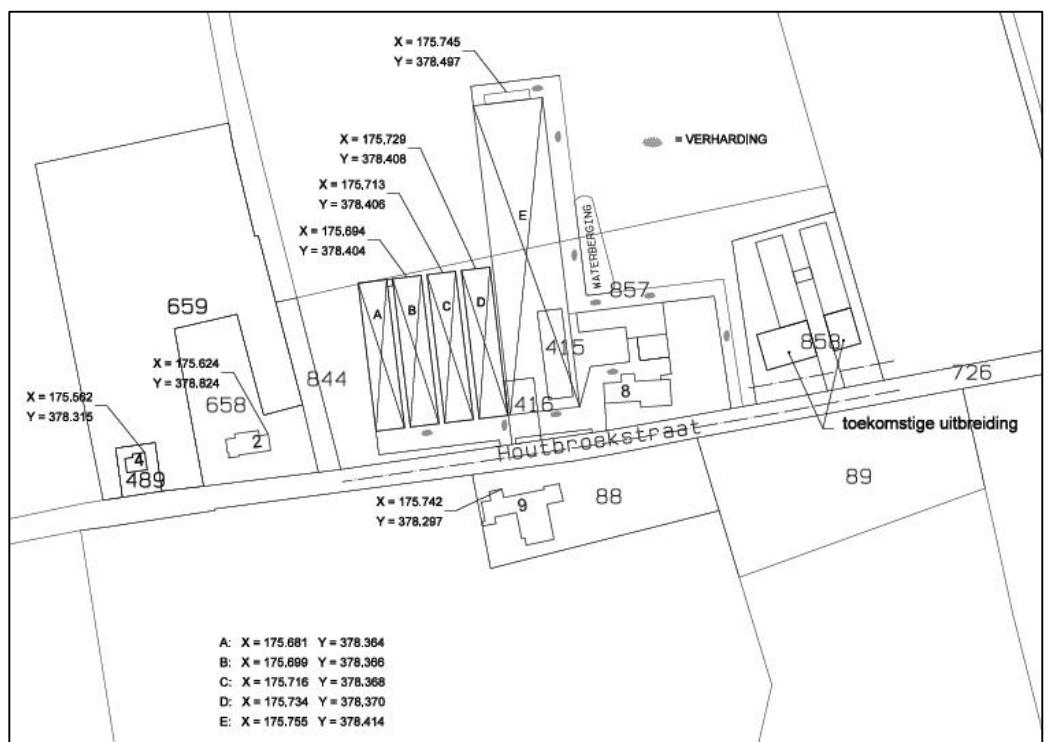 X = 175.745
Y = 378.497
= VERHARDING
X = 175,729
Y = 378.408
X = 175.713
Y = 378.406
X = 175.694
Y = 378.404
E
WATERBERGING
857
A
B
C
D
659
415
858
X = 175.624
Y = 378.824
844
8
726
X = 175.562
Y = 378.315
658
416
toekomstige uitbreiding
2
Houtbroekstraat
4
489
89
X = 175.742
Y = 378.297
9
88
A: X = 175.681 Y = 378.364
B: X = 175.699 Y = 378.366
C: X = 175.716 Y = 378.368
D: X = 175,734 Y = 378,370
E: X = 175.755 Y = 378.414